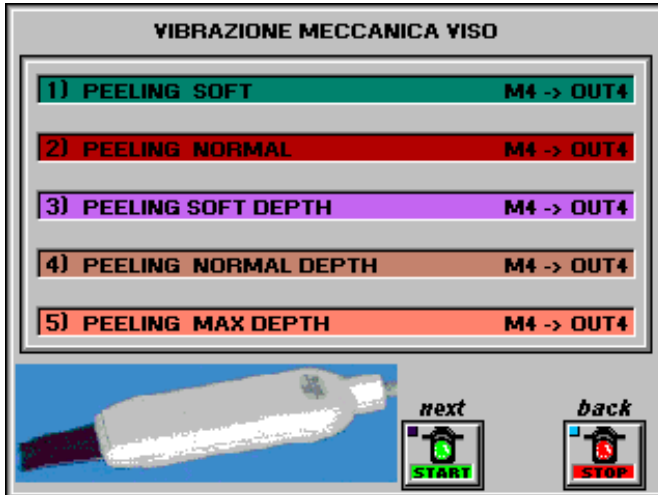 VIBRAZIONE MECCANICA VISO
1) PEELING SOFT M4 -> OUT4
2) PEELING NORMAL M4 -> OUT4
3) PEELING SOFT DEPTH M4 -> OUT4
4) PEELING NORMAL DEPTH M4 -> OUT4
5) PEELING MAX DEPTH M4 -> OUT4
next back
START STOP